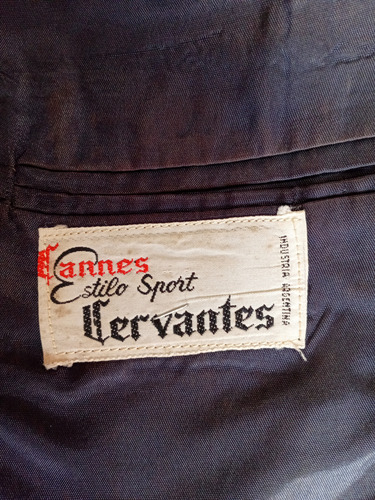 Cannes
Estilo Sport
Cervantes
INDUSTRIA ARGENTINA